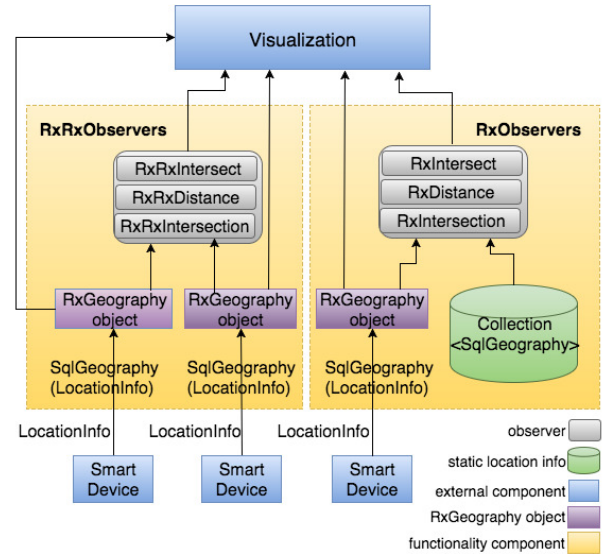 Visualization
RxRxObservers
RxObservers
RxRxIntersect
RxRxDistance
RxRxIntersection
RxIntersect
RxDistance
RxIntersection
RxGeography
object
RxGeography
object
RxGeography
object
Collection
<SqlGeography>
SqlGeography
(LocationInfo)
SqlGeography
(LocationInfo)
SqlGeography
(LocationInfo)
LocationInfo
LocationInfo
LocationInfo
Smart
Device
Smart
Device
Smart
Device
observer
static location info
external component
RxGeography object
functionality component